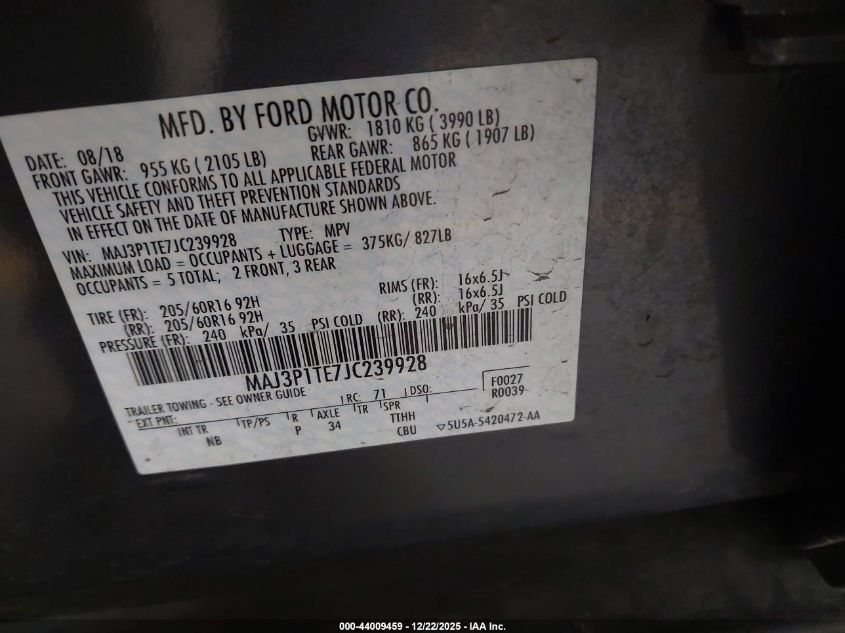 MFD. BY FORD MOTOR CO.
DATE: 08/18 GVWR: 1810 KG ( 3990 LB)
FRONT GAWR: 955 KG ( 2105 LB) REAR GAWR: 865 KG ( 1907 LB)
THIS VEHICLE CONFORMS TO ALL APPLICABLE FEDERAL MOTOR
VEHICLE SAFETY AND THEFT PREVENTION STANDARDS
IN EFFECT ON THE DATE OF MANUFACTURE SHOWN ABOVE.
VIN: MAJ3P1TE7JC239928 TYPE: MPV
MAXIMUM LOAD = OCCUPANTS + LUGGAGE = 375KG/ 827LB
OCCUPANTS = 5 TOTAL; 2 FRONT, 3 REAR
TIRE (FR): 205/60R16 92H RIMS (FR): 16x6.5J
(RR): 205/60R16 92H (RR): 16x6.5J
PRESSURE (FR): 240 kPa/ 35 PSI COLD (RR): 240 kPa/ 35 PSI COLD
MAJ3P1TE7JC239928
TRAILER TOWING - SEE OWNER GUIDE RC: 71 DSO: F0027
R0039
EXT PNT: INT TR TP/PS R AXLE TR SPR
NB P 34 TTHH
CBU 5U5A-5420472-AA
000-44009459 - 12/22/2025 - IAA Inc.